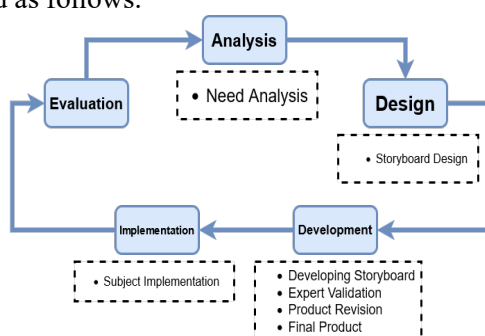 d as follows:
Analysis
• Need Analysis
Evaluation
Design
• Storyboard Design
Implementation
• Subject Implementation
Development
• Developing Storyboard
• Expert Validation
• Product Revision
• Final Product